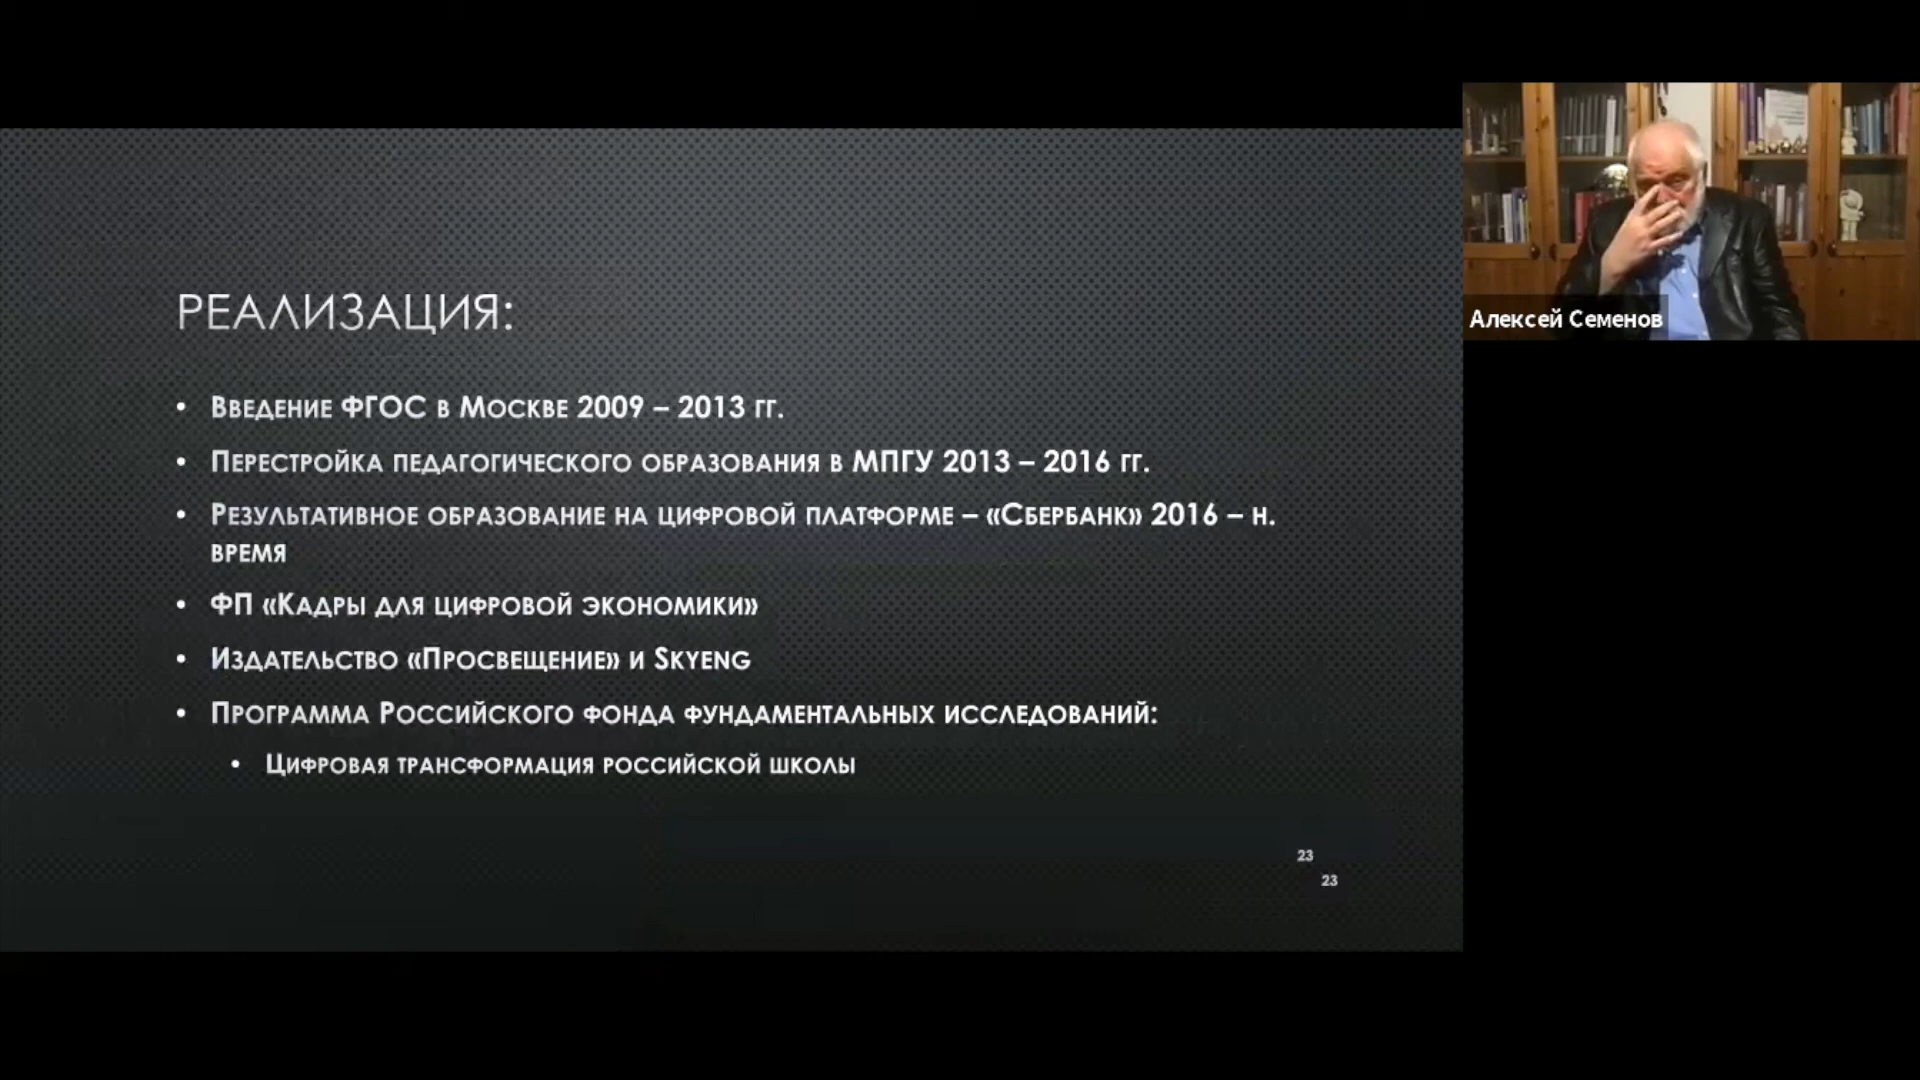 РЕАЛИЗАЦИЯ:
• Введение ФГОС в Москве 2009 – 2013 гг.
• Перестройка педагогического образования в МПГУ 2013 – 2016 гг.
• Результативное образование на цифровой платформе – «Сбербанк» 2016 – н.
время
• ФП «Кадры для цифровой экономики»
• Издательство «Просвещение» и Skyeng
• Программа Российского фонда фундаментальных исследований:
• Цифровая трансформация российской школы
23
23
Алексей Семенов